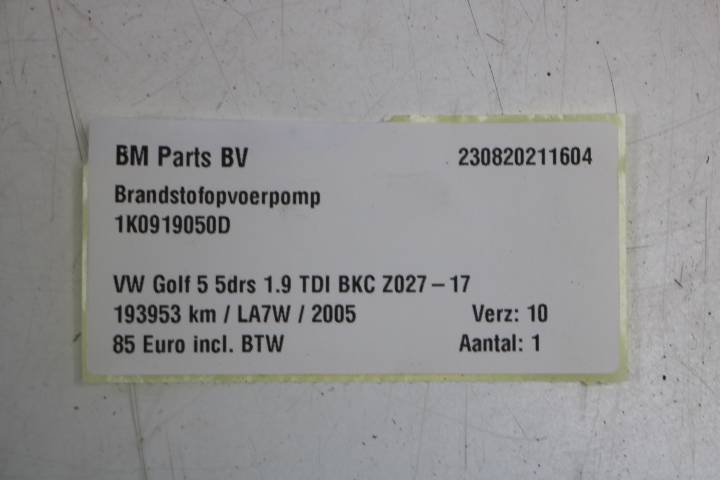 BM Parts BV 230820211604
Brandstofopvoerpomp
1K0919050D
VW Golf 5 5drs 1.9 TDI BKC Z027 – 17
193953 km / LA7W / 2005 Verz: 10
85 Euro incl. BTW Aantal: 1